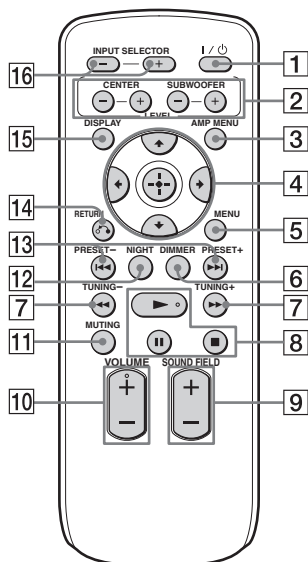 INPUT SELECTOR
I / ⏻
1
16
− +
CENTER SUBWOOFER
2
− + − +
LEVEL
DISPLAY AMP MENU
15
3
4
14
RETURN MENU
5
13
PRESET− NIGHT DIMMER PRESET+
12
6
TUNING− TUNING+
7
7
MUTING
11
8
VOLUME SOUND FIELD
+ +
10
9
− −